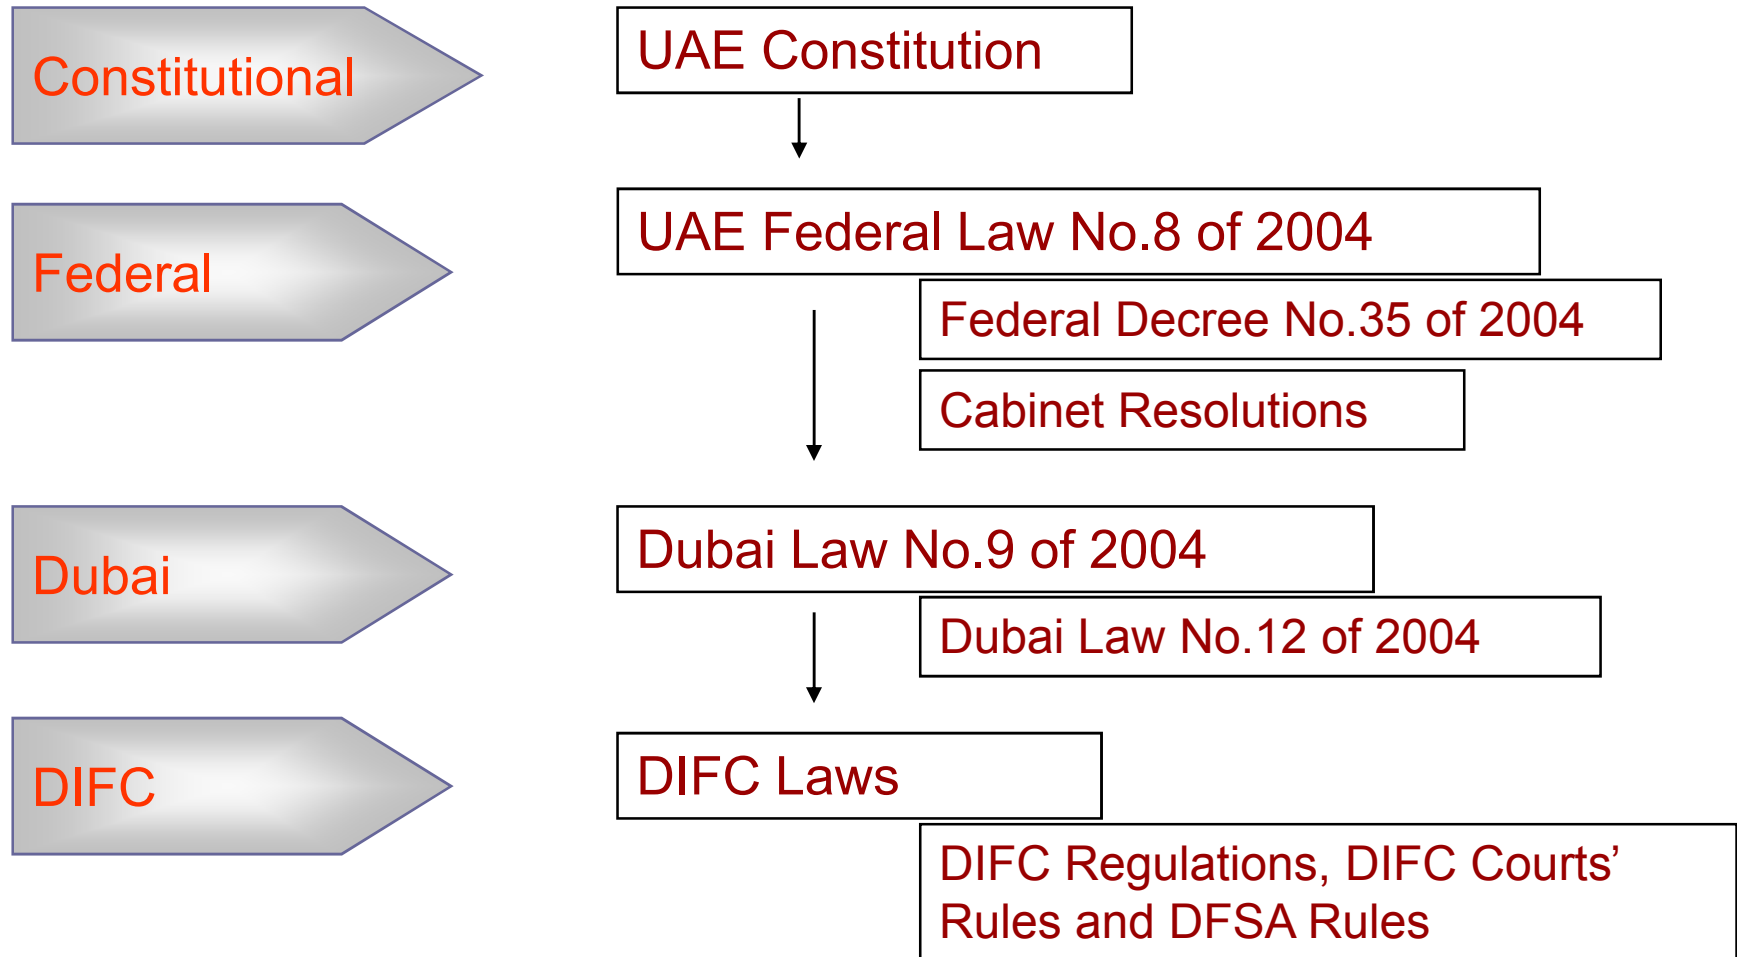 Constitutional
UAE Constitution
Federal
UAE Federal Law No.8 of 2004
Federal Decree No.35 of 2004
Cabinet Resolutions
Dubai
Dubai Law No.9 of 2004
Dubai Law No.12 of 2004
DIFC
DIFC Laws
DIFC Regulations, DIFC Courts’
Rules and DFSA Rules